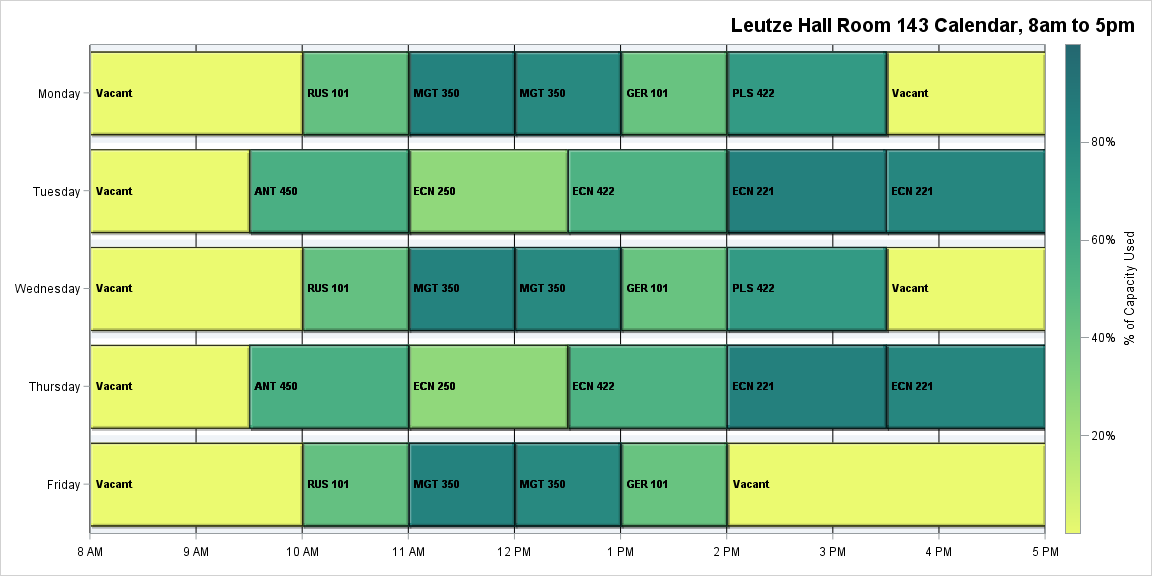 Leutze Hall Room 143 Calendar, 8am to 5pm
Monday
Vacant
RUS 101
MGT 350
MGT 350
GER 101
PLS 422
Vacant
Tuesday
Vacant
ANT 450
ECN 250
ECN 422
ECN 221
ECN 221
Wednesday
Vacant
RUS 101
MGT 350
MGT 350
GER 101
PLS 422
Vacant
Thursday
Vacant
ANT 450
ECN 250
ECN 422
ECN 221
ECN 221
Friday
Vacant
RUS 101
MGT 350
MGT 350
GER 101
Vacant
8 AM
9 AM
10 AM
11 AM
12 PM
1 PM
2 PM
3 PM
4 PM
5 PM
80%
60%
40%
20%
% of Capacity Used